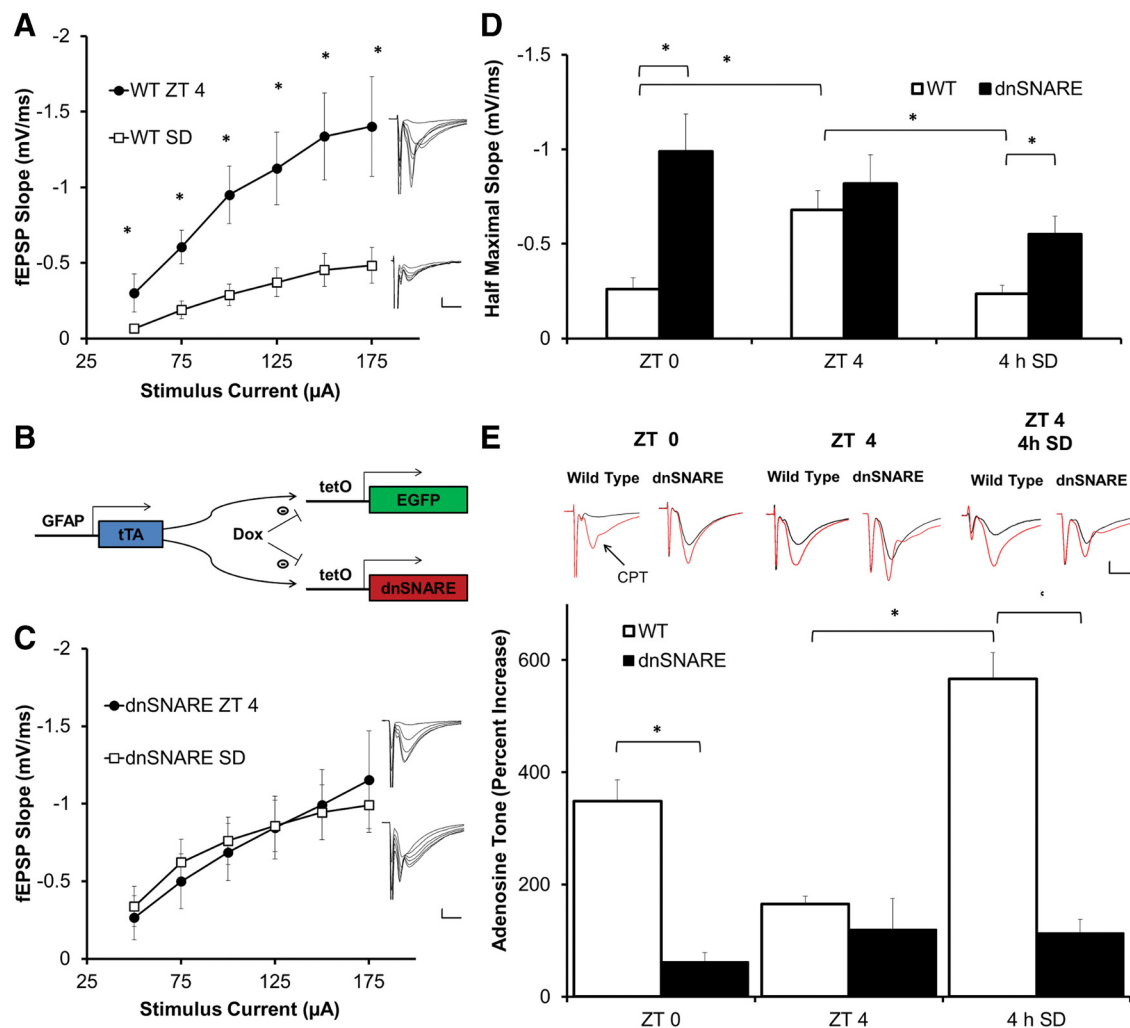 A
-2
-1.5
-1
-0.5
0
25
75
125
175
fEPSP Slope (mV/ms)
Stimulus Current (µA)
WT ZT 4
WT SD
* * * * * *
B
GFAP
tTA
Dox
tetO
EGFP
tetO
dnSNARE
C
-2
-1.5
-1
-0.5
0
25
75
125
175
fEPSP Slope (mV/ms)
Stimulus Current (µA)
dnSNARE ZT 4
dnSNARE SD
D
-1.5
-1
-0.5
0
Half Maximal Slope (mV/ms)
WT
dnSNARE
* * * *
ZT 0
ZT 4
4 h SD
E
ZT 0
ZT 4
ZT 4
4h SD
Wild Type
dnSNARE
Wild Type
dnSNARE
Wild Type
dnSNARE
CPT
WT
dnSNARE
* *
600
400
200
0
Adenosine Tone (Percent Increase)
ZT 0
ZT 4
4 h SD